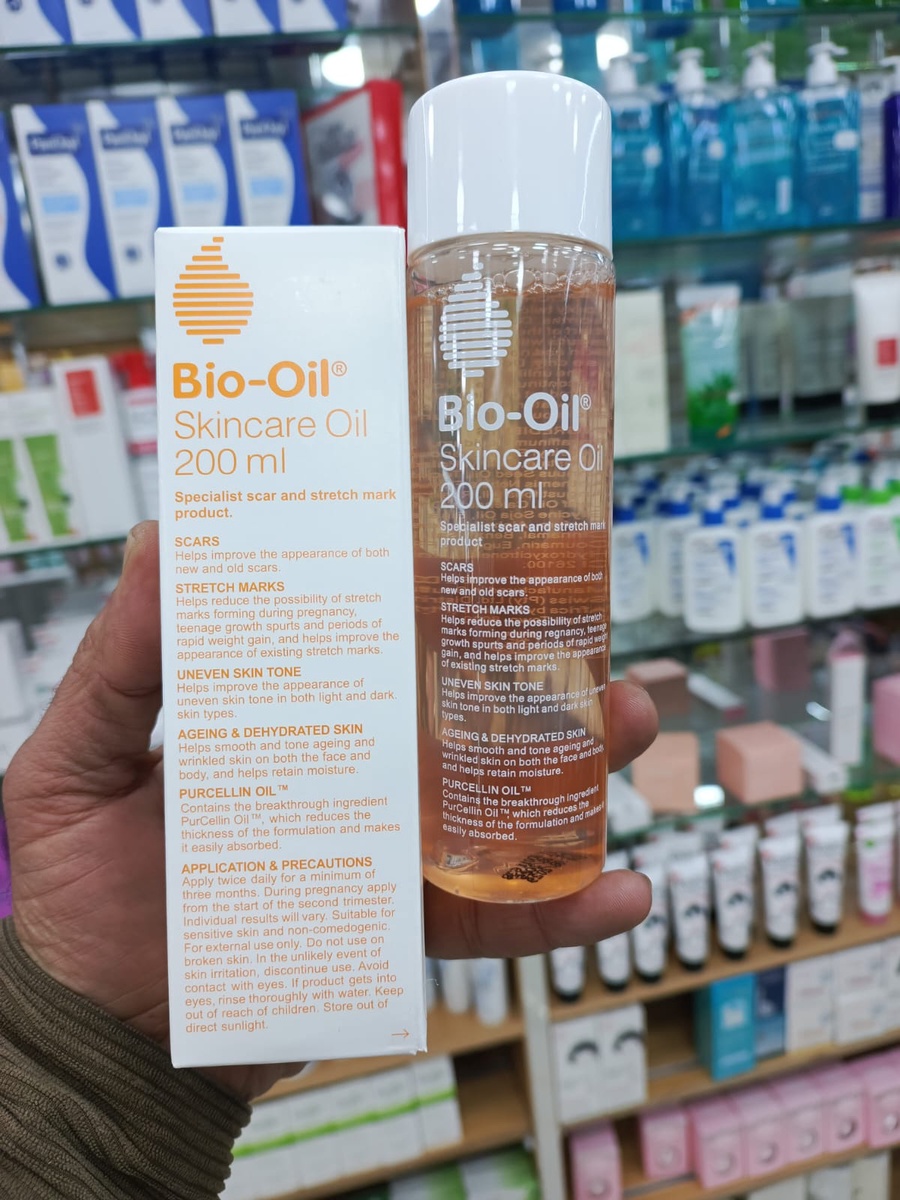 Bio-Oil®
Skincare Oil
200 ml
Specialist scar and stretch mark
product.
SCARS
Helps improve the appearance of both
new and old scars.
STRETCH MARKS
Helps reduce the possibility of stretch
marks forming during pregnancy,
teenage growth spurts and periods of
rapid weight gain, and helps improve the
appearance of existing stretch marks.
UNEVEN SKIN TONE
Helps improve the appearance of
uneven skin tone in both light and dark.
skin types.
AGEING & DEHYDRATED SKIN
Helps smooth and tone ageing and
wrinkled skin on both the face and
body, and helps retain moisture.
PURCELLIN OIL™
Contains the breakthrough ingredient
PurCellin Oil™, which reduces the
thickness of the formulation and makes
it easily absorbed.
APPLICATION & PRECAUTIONS
Apply twice daily for a minimum of
three months. During pregnancy apply
from the start of the second trimester.
Individual results will vary. Suitable for
sensitive skin and non-comedogenic.
For external use only. Do not use on
broken skin. In the unlikely event of
skin irritation, discontinue use. Avoid
contact with eyes. If product gets into
eyes, rinse thoroughly with water. Keep
out of reach of children. Store out of
direct sunlight.
Bio-Oil®
Skincare Oil
200 ml
Specialist scar and stretch mark
product
SCARS
Helps improve the appearance of both
new and old scars.
STRETCH MARKS
Helps reduce the possibility of stretch
marks forming during regnancy, teenage
growth spurts and periods of rapid weight
gain, and helps improve the appearance
of existing stretch marks.
UNEVEN SKIN TONE
Helps improve the appearance of uneven
skin tone in both light and dark skin
types.
AGEING & DEHYDRATED SKIN
Helps smooth and tone ageing and
wrinkled skin on both the face and body,
and helps retain moisture.
PURCELLIN OIL™
Contains the breakthrough ingredient
PurCellin Oil™ which reduces the
thickness of the formulation and makes
easily absorbed.